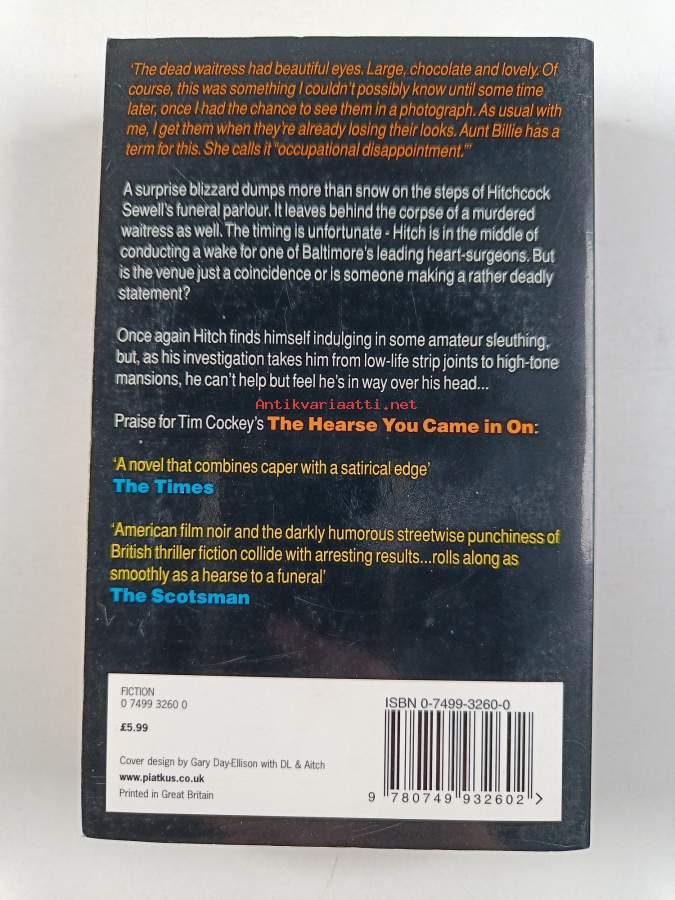 'The dead waitress had beautiful eyes. Large, chocolate and lovely. Of
course, this was something I couldn't possibly know until some time
later, once I had the chance to see them in a photograph. As usual with
me, I get them when they're already losing their looks. Aunt Billie has a
term for this. She calls it "occupational disappointment."'
A surprise blizzard dumps more than snow on the steps of Hitchcock
Sewell's funeral parlour. It leaves behind the corpse of a murdered
waitress as well. The timing is unfortunate - Hitch is in the middle of
conducting a wake for one of Baltimore's leading heart-surgeons. But
is the venue just a coincidence or is someone making a rather deadly
statement?
Once again Hitch finds himself indulging in some amateur sleuthing,
but, as his investigation takes him from low-life strip joints to high-tone
mansions, he can't help but feel he's in way over his head...
Antikvariaatti.net
Praise for Tim Cockey's The Hearse You Came in On:
'A novel that combines caper with a satirical edge'
The Times
'American film noir and the darkly humorous streetwise punchiness of
British thriller fiction collide with arresting results...rolls along as
smoothly as a hearse to a funeral'
The Scotsman
FICTION
0 7499 3260 0
£5.99
Cover design by Gary Day-Ellison with DL & Aitch
www.piatkus.co.uk
Printed in Great Britain
ISBN 0-7499-3260-0
9 780749 932602 >